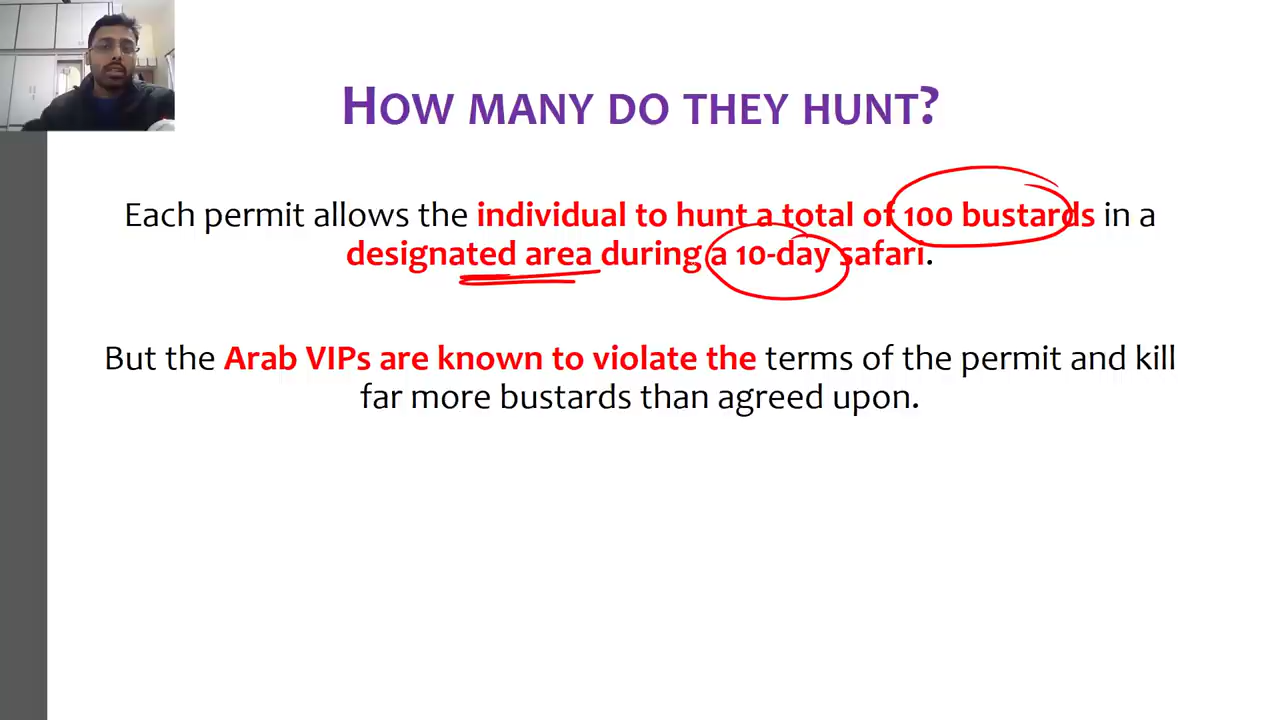 HOW MANY DO THEY HUNT?
Each permit allows the individual to hunt a total of 100 bustards in a
designated area during a 10-day safari.
But the Arab VIPs are known to violate the terms of the permit and kill
far more bustards than agreed upon.